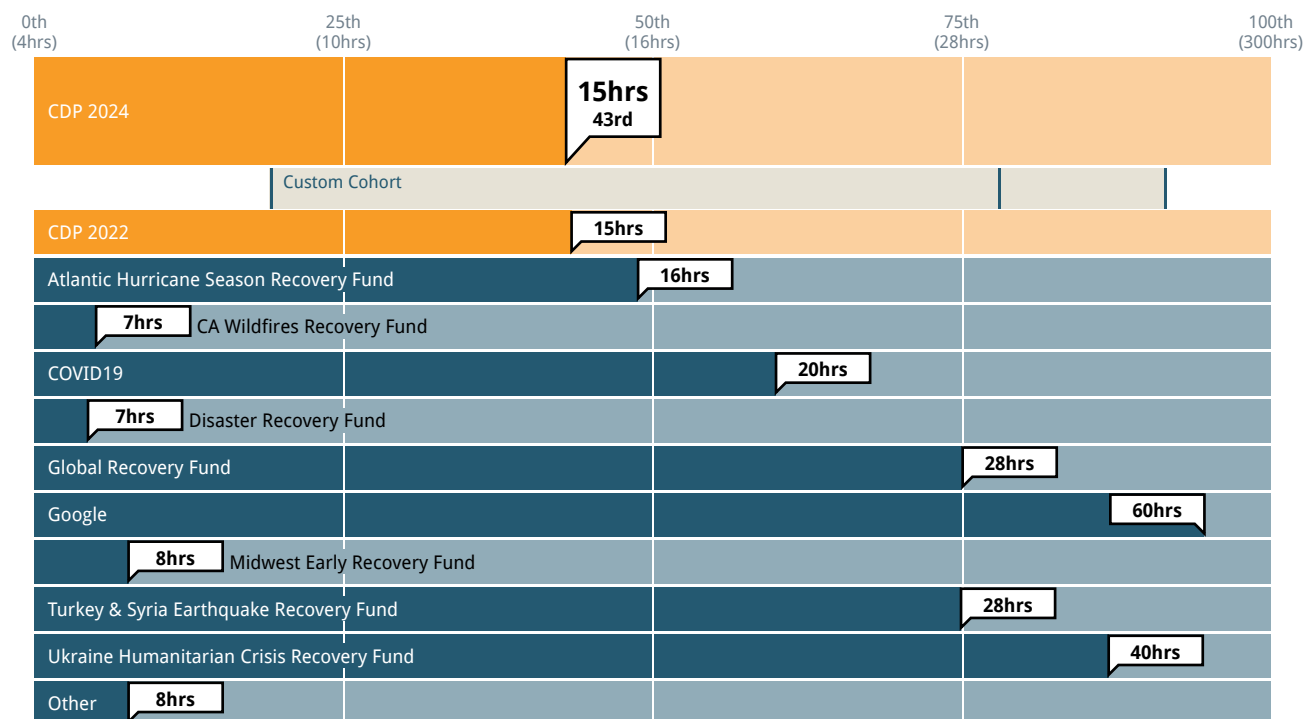 0th 25th 50th 75th 100th
(4hrs) (10hrs) (16hrs) (28hrs) (300hrs)
CDP 2024 15hrs
43rd
Custom Cohort
CDP 2022 15hrs
Atlantic Hurricane Season Recovery Fund 16hrs
7hrs CA Wildfires Recovery Fund
COVID19 20hrs
7hrs Disaster Recovery Fund
Global Recovery Fund 28hrs
Google 60hrs
8hrs Midwest Early Recovery Fund
Turkey & Syria Earthquake Recovery Fund 28hrs
Ukraine Humanitarian Crisis Recovery Fund 40hrs
Other 8hrs